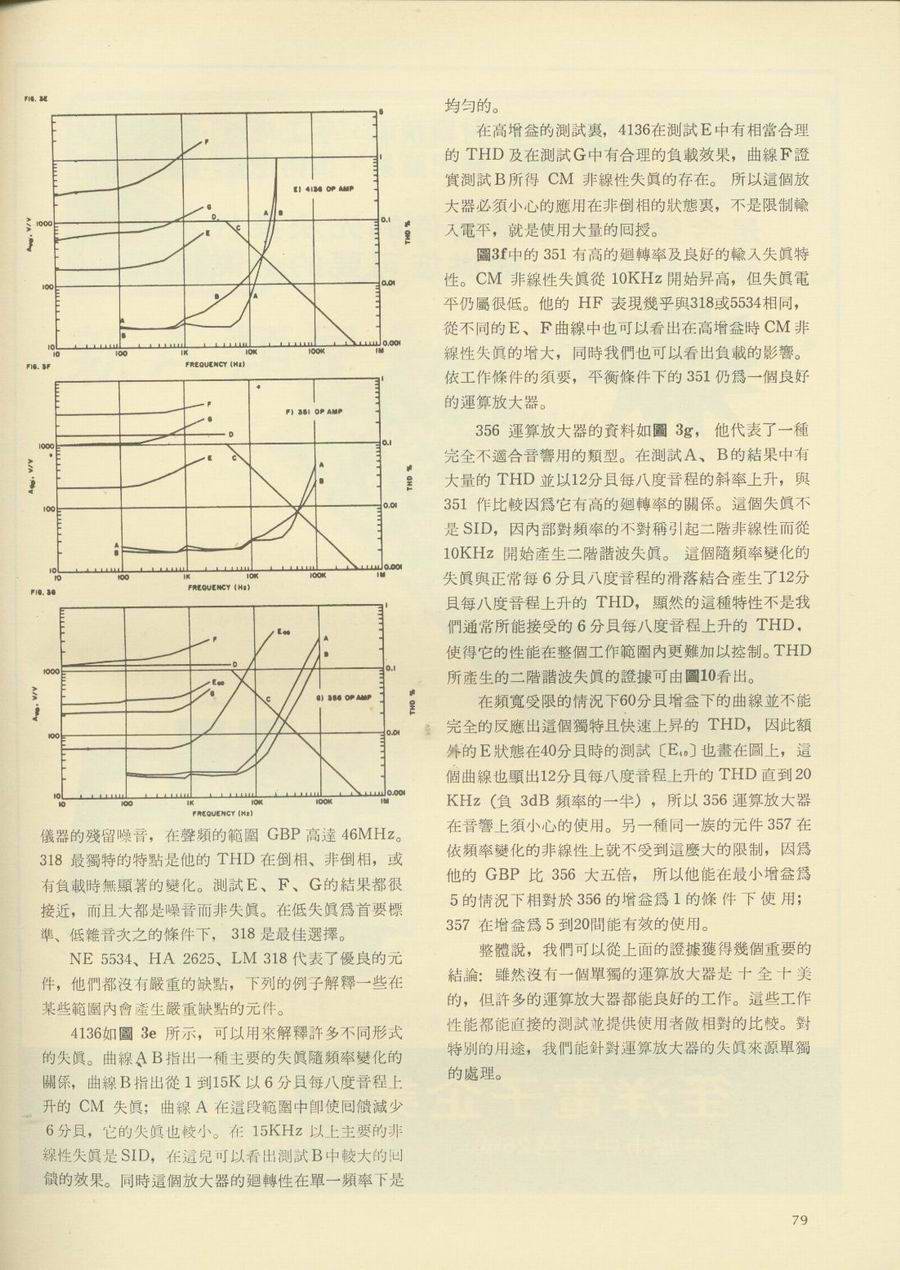 FIG. 3E
5
1
0.1
0.01
0.001
THD %
1000
100
10
Avo, V/V
E) 4136 OP AMP
F
G
D
E
C
A
B
B
A
A
B
10
100
1K
10K
100K
1M
FREQUENCY (Hz)
FIG. 3F
1
0.1
0.01
0.001
THD %
1000
100
10
F) 351 OP AMP
F
G
D
E
C
A
B
A
B
10
100
1K
10K
100K
1M
FREQUENCY (Hz)
FIG. 3G
1
0.1
0.01
0.001
THD %
1000
100
10
G) 356 OP AMP
F
D
G
C
A
B
10
100
1K
10K
100K
1M
FREQUENCY (Hz)
儀器的殘留噪音，在聲頻的範圍 GBP 高達 46MHz。
318 最獨特的特點是他的 THD 在倒相、非倒相，或
有負載時無顯著的變化。測試E、F、G的結果都很
接近，而且大都是噪音而非失眞。在低失眞爲首要標
準、低雜音次之的條件下， 318 是最佳選擇。
NE 5534、HA 2625、LM 318 代表了優良的元
件，他們都沒有嚴重的缺點，下列的例子解釋一些在
某些範圍內會產生嚴重缺點的元件。
4136如圖 3e 所示，可以用來解釋許多不同形式
的失眞。曲線A B指出一種主要的失眞隨頻率變化的
關係，曲線B指出從 1 到15K 以 6 分貝每八度音程上
升的 CM 失眞；曲線 A 在這段範圍中卽使回饋減少
6 分貝，它的失眞也較小。在 15KHz 以上主要的非
線性失眞是 SID，在這兒可以看出測試B中較大的回
饋的效果。同時這個放大器的廻轉性在單一頻率下是
均勻的。
在高增益的測試裏，4136在測試E中有相當合理
的 THD 及在測試G中有合理的負載效果，曲線F證
實測試B所得 CM 非線性失眞的存在。 所以這個放
大器必須小心的應用在非倒相的狀態裏，不是限制輸
入電平，就是使用大量的回授。
圖3f中的 351 有高的廻轉率及良好的輸入失眞特
性。CM 非線性失眞從 10KHz 開始昇高，但失眞電
平仍屬很低。他的 HF 表現幾乎與318或5534相同，
從不同的 E、F曲線中也可以看出在高增益時 CM 非
線性失眞的增大，同時我們也可以看出負載的影響。
依工作條件的須要，平衡條件下的 351 仍爲一個良好
的運算放大器。
356 運算放大器的資料如圖 3g， 他代表了一種
完全不適合音響用的類型。在測試A、B的結果中有
大量的 THD 並以12分貝每八度音程的斜率上升，與
351 作比較因爲它有高的廻轉率的關係。這個失眞不
是 SID，因內部對頻率的不對稱引起二階非線性而從
10KHz 開始產生二階諧波失眞。 這個隨頻率變化的
失眞與正常每 6 分貝八度音程的滑落結合產生了12分
貝每八度音程上升的 THD， 顯然的這種特性不是我
們通常所能接受的 6 分貝每八度音程上升的 THD，
使得它的性能在整個工作範圍內更難加以控制。THD
所產生的二階諧波失眞的證據可由圖10看出。
在頻寬受限的情況下60分貝增益下的曲線並不能
完全的反應出這個獨特且快速上昇的 THD， 因此額
外的 E 狀態在40分貝時的測試〔E₄₀〕也畫在圖上，這
個曲線也顯出12分貝每八度音程上升的 THD 直到 20
KHz (負 3dB 頻率的一半) ，所以 356 運算放大器
在音響上須小心的使用。另一種同一族的元件 357 在
依頻率變化的非線性上就不受到這麼大的限制，因爲
他的 GBP 比 356 大五倍， 所以他能在最小增益爲
5 的情況下相對於 356 的增益爲 1 的條 件 下 使 用；
357 在增益爲 5 到20間能有效的使用。
整體說，我們可以從上面的證據獲得幾個重要的
結論：雖然沒有一個單獨的運算放大器是 十 全 十 美
的，但許多的運算放大器都能良好的工作。這些工作
性能都能直接的測試並提供使用者做相對的比較。對
特別的用途，我們能針對運算放大器的失眞來源單獨
的處理。
79